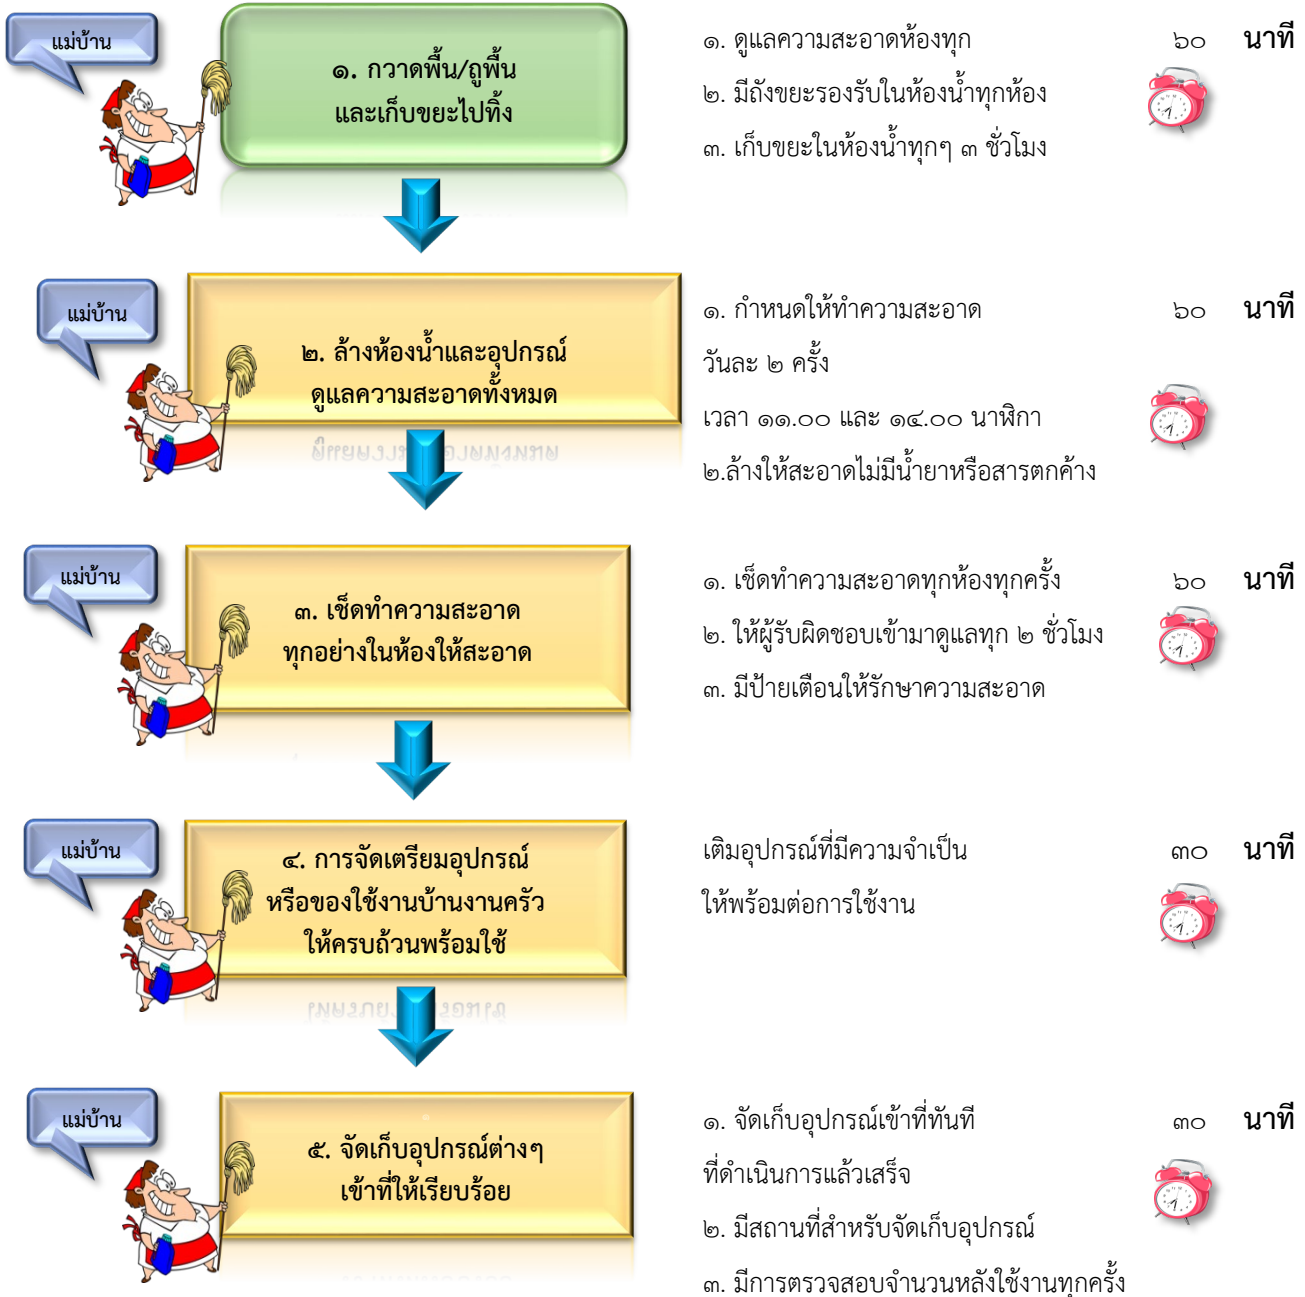 แม่บ้าน
๑. กวาดพื้น/ถูพื้น
และเก็บขยะไปทิ้ง
๑. ดูแลความสะอาดห้องทุก
๖๐ นาที
๒. มีถังขยะรองรับในห้องน้ำทุกห้อง
๓. เก็บขยะในห้องน้ำทุกๆ ๓ ชั่วโมง
แม่บ้าน
๒. ล้างห้องน้ำและอุปกรณ์
ดูแลความสะอาดทั้งหมด
๑. กำหนดให้ทำความสะอาด
๖๐ นาที
วันละ ๒ ครั้ง
เวลา ๑๑.๐๐ และ ๑๔.๐๐ นาฬิกา
๒.ล้างให้สะอาดไม่มีน้ำยาหรือสารตกค้าง
แม่บ้าน
๓. เช็ดทำความสะอาด
ทุกอย่างในห้องให้สะอาด
๑. เช็ดทำความสะอาดทุกห้องทุกครั้ง
๖๐ นาที
๒. ให้ผู้รับผิดชอบเข้ามาดูแลทุก ๒ ชั่วโมง
๓. มีป้ายเตือนให้รักษาความสะอาด
แม่บ้าน
๔. การจัดเตรียมอุปกรณ์
หรือของใช้งานบ้านงานครัว
ให้ครบถ้วนพร้อมใช้
เติมอุปกรณ์ที่มีความจำเป็น
๓๐ นาที
ให้พร้อมต่อการใช้งาน
แม่บ้าน
๕. จัดเก็บอุปกรณ์ต่างๆ
เข้าที่ให้เรียบร้อย
๑. จัดเก็บอุปกรณ์เข้าที่ทันที
๓๐ นาที
ที่ดำเนินการแล้วเสร็จ
๒. มีสถานที่สำหรับจัดเก็บอุปกรณ์
๓. มีการตรวจสอบจำนวนหลังใช้งานทุกครั้ง